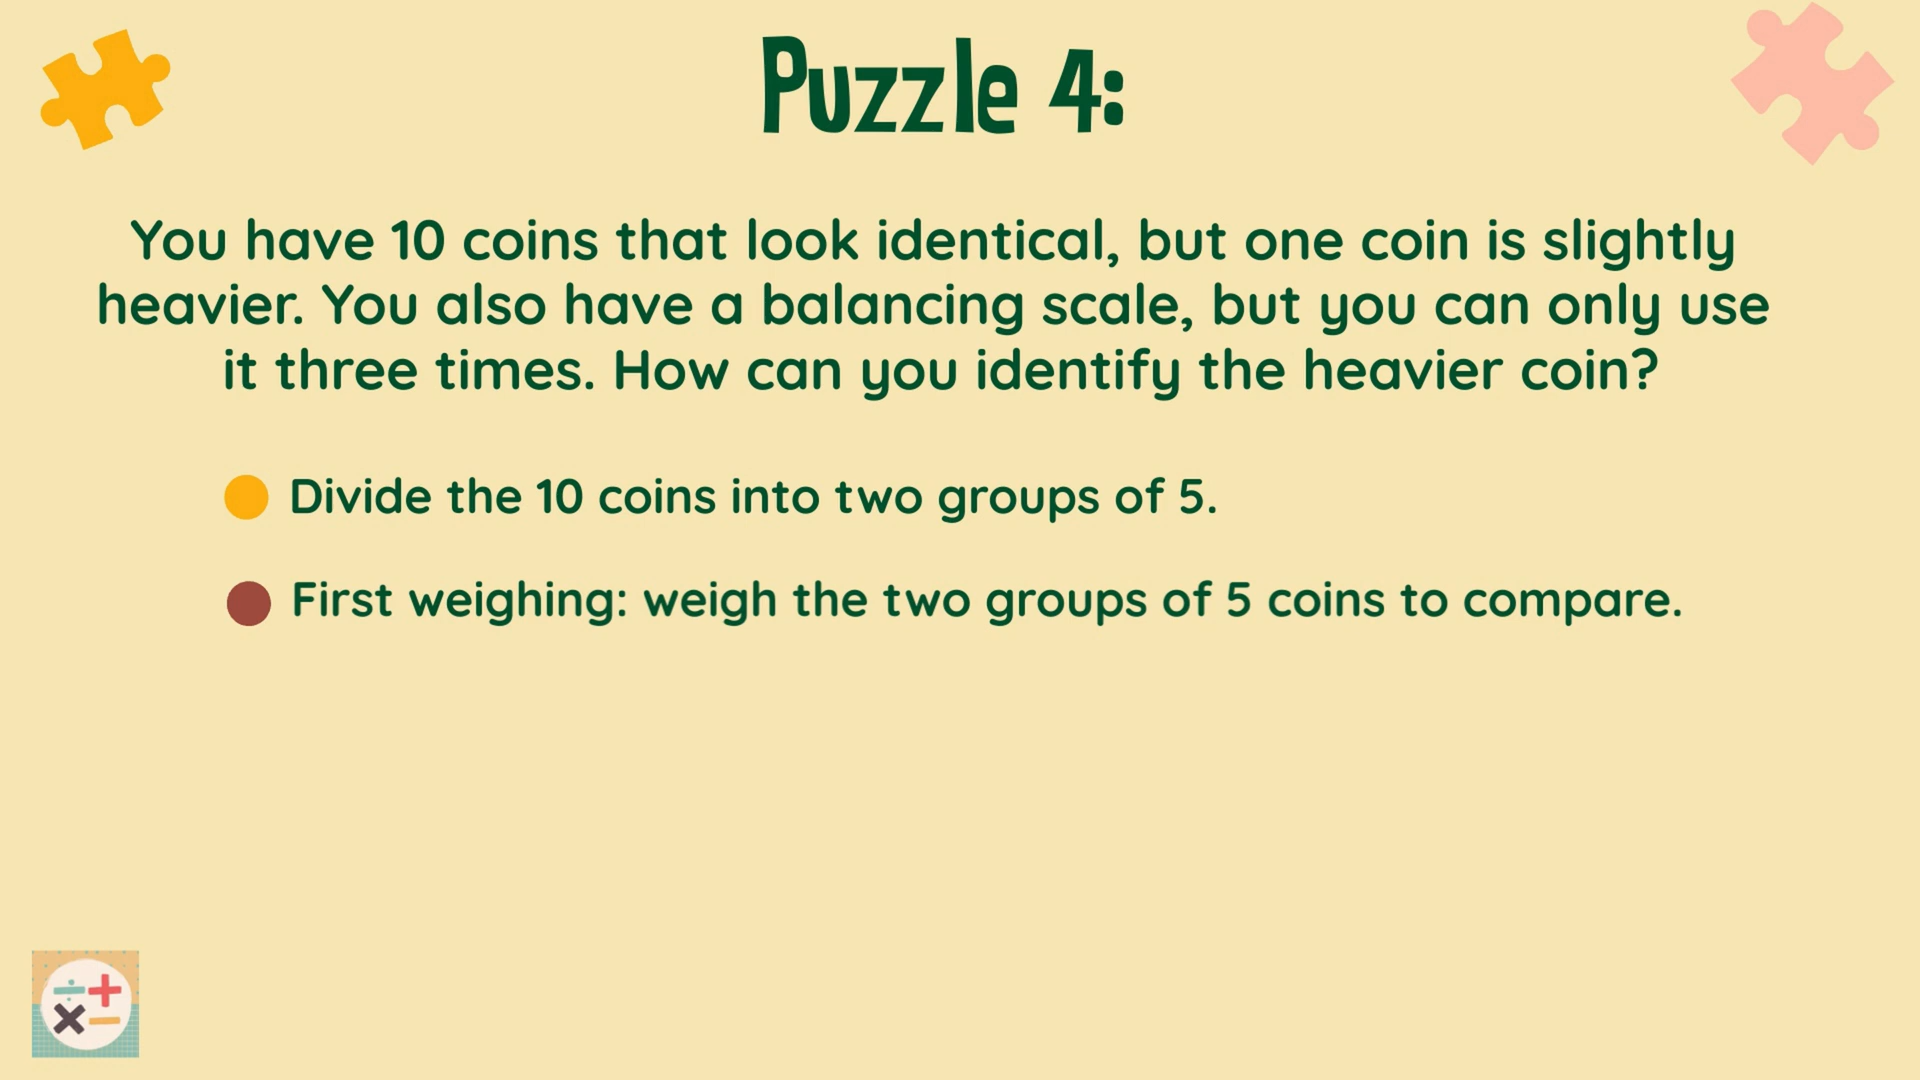 Puzzle 4:
You have 10 coins that look identical, but one coin is slightly
heavier. You also have a balancing scale, but you can only use
it three times. How can you identify the heavier coin?
Divide the 10 coins into two groups of 5.
First weighing: weigh the two groups of 5 coins to compare.